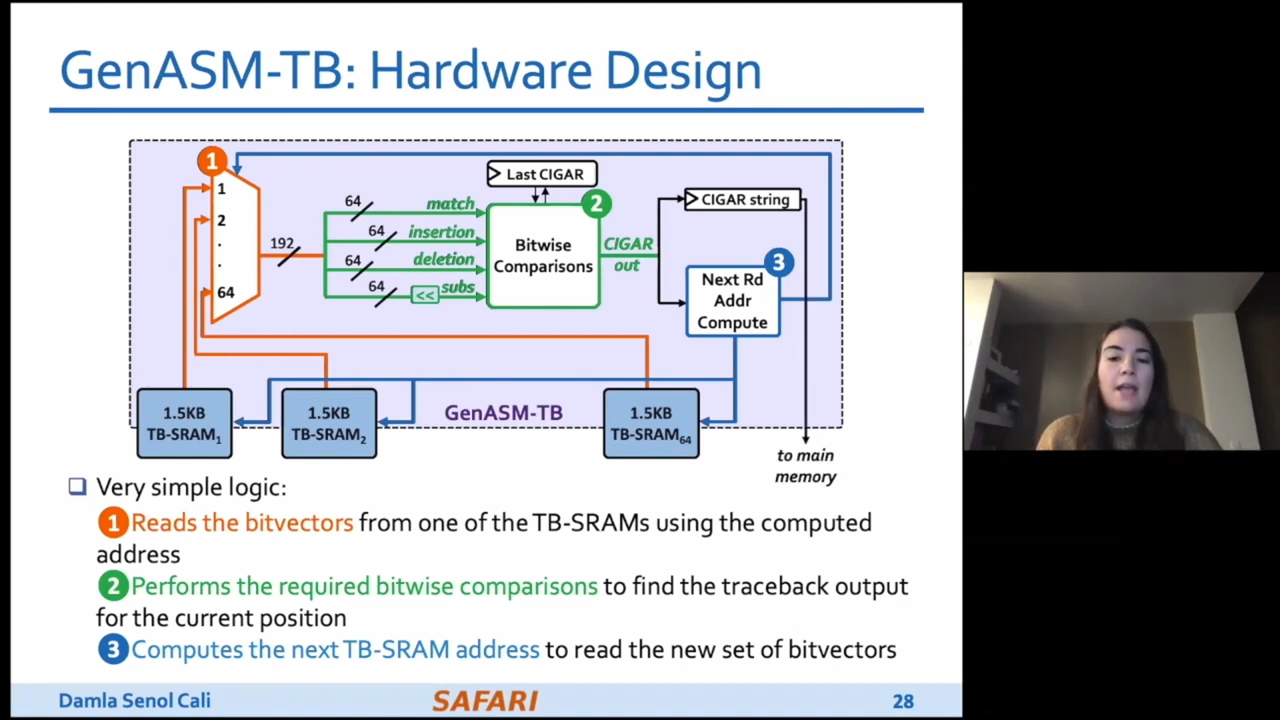 GenASM-TB: Hardware Design
1
1
2
.
.
64
192
64
match
64
insertion
64
deletion
64
<<
subs
Last CIGAR
2
Bitwise
Comparisons
CIGAR
out
CIGAR string
3
Next Rd
Addr
Compute
1.5KB
TB-SRAM1
1.5KB
TB-SRAM2
GenASM-TB
1.5KB
TB-SRAM64
to main
memory
Very simple logic:
1 Reads the bitvectors from one of the TB-SRAMs using the computed
address
2 Performs the required bitwise comparisons to find the traceback output
for the current position
3 Computes the next TB-SRAM address to read the new set of bitvectors
Damla Senol Cali
SAFARI
28